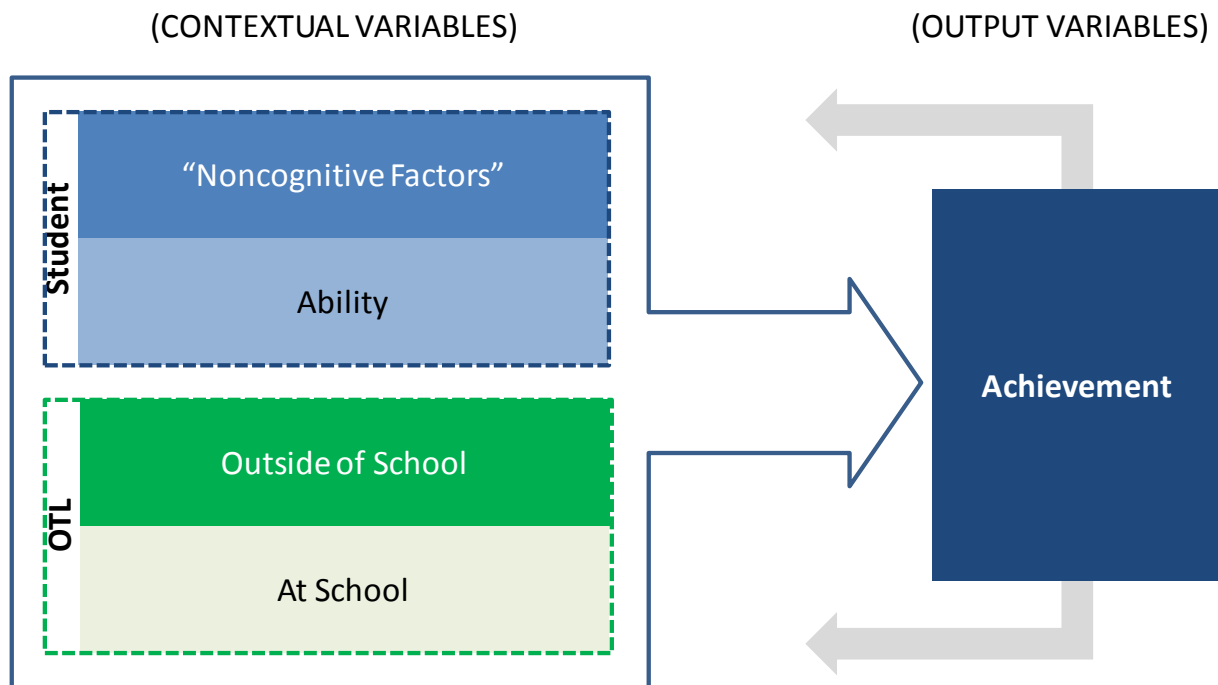 (CONTEXTUAL VARIABLES)
(OUTPUT VARIABLES)
Student
“Noncognitive Factors”
Ability
OTL
Outside of School
At School
Achievement